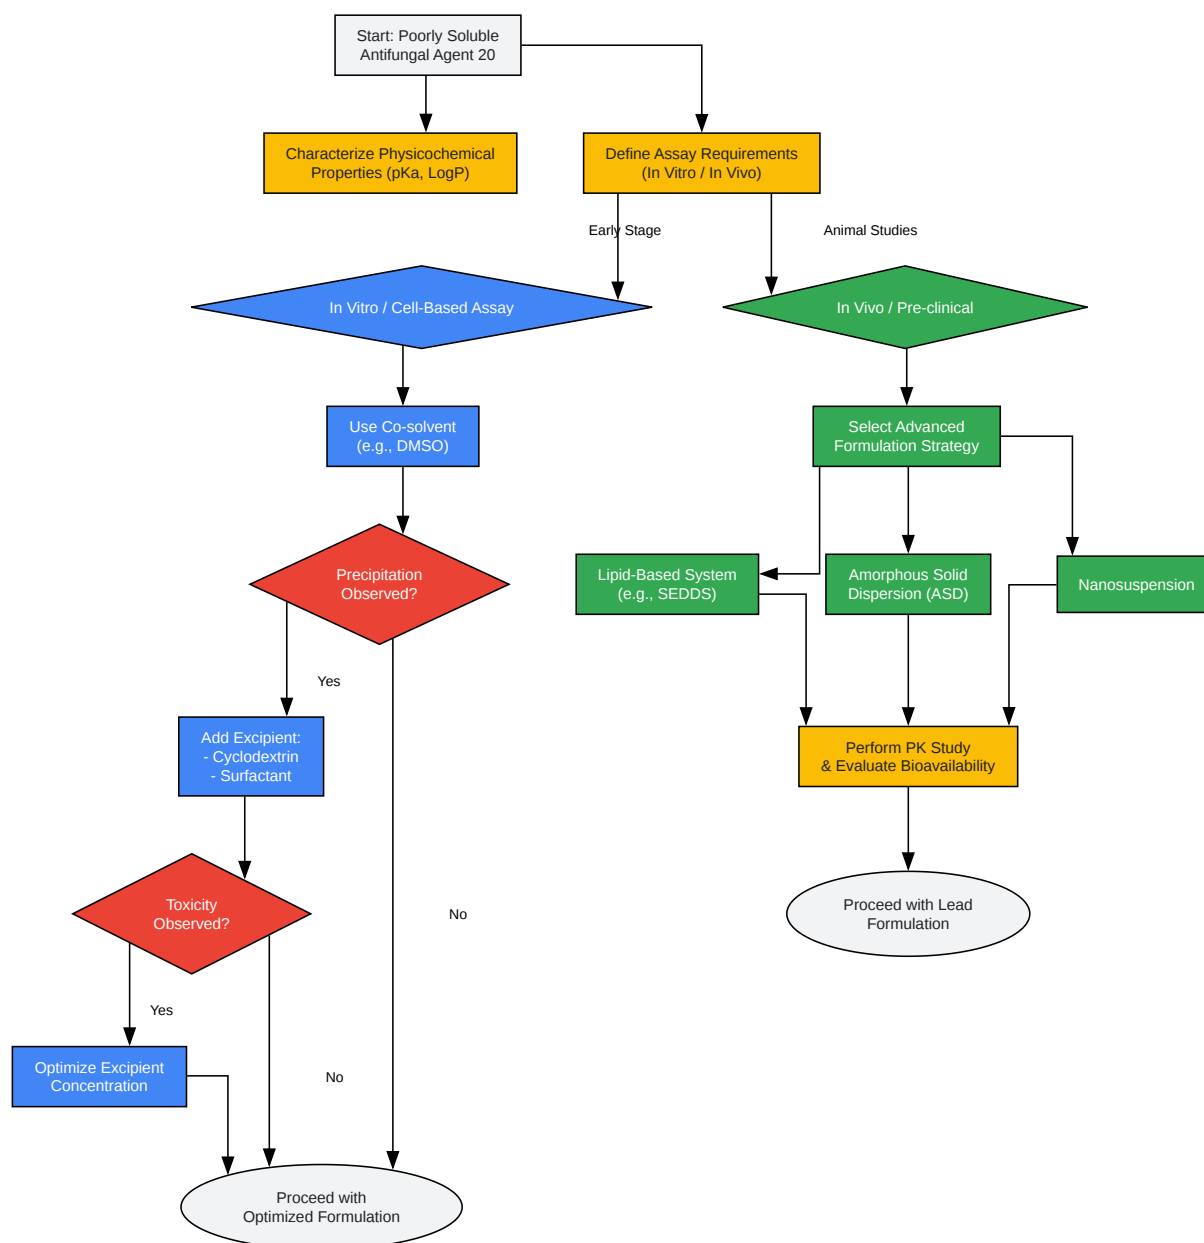 Start: Poorly Soluble
Antifungal Agent 20
Characterize Physicochemical
Properties (pKa, LogP)
Define Assay Requirements
(In Vitro / In Vivo)
Early Stage
Animal Studies
In Vitro / Cell-Based Assay
In Vivo / Pre-clinical
Use Co-solvent
(e.g., DMSO)
Select Advanced
Formulation Strategy
Precipitation
Observed?
Lipid-Based System
(e.g., SEDDS)
Amorphous Solid
Dispersion (ASD)
Nanosuspension
Yes
Add Excipient:
- Cyclodextrin
- Surfactant
Perform PK Study
& Evaluate Bioavailability
Toxicity
Observed?
No
Proceed with Lead
Formulation
Yes
Optimize Excipient
Concentration
No
Proceed with
Optimized Formulation